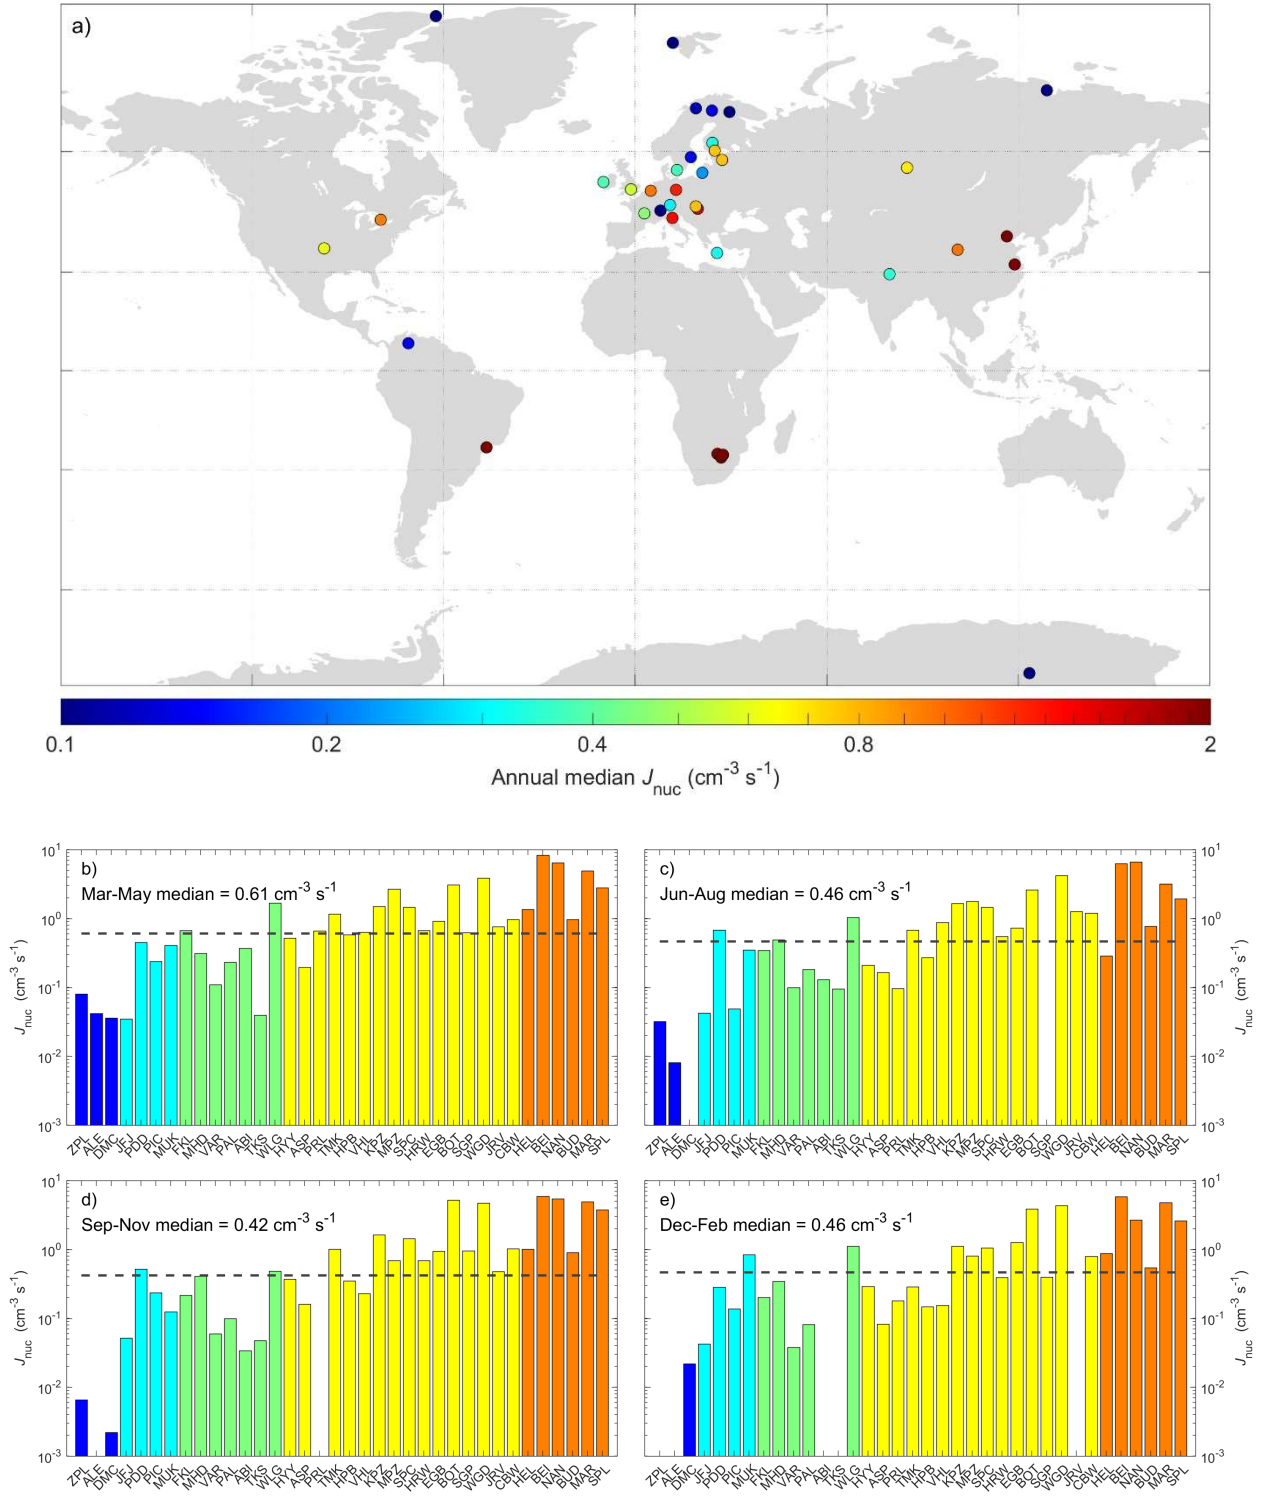 a)
0.1 0.2 0.4 0.8 2
Annual median Jnuc (cm-3 s-1)
b)
Mar-May median = 0.61 cm-3 s-1
Jnuc (cm-3 s-1)
10^1
10^0
10^-1
10^-2
10^-3
ZPL ALE DMC JFJ PDD PIC MUK FKL MHD VAR PAL ABI TKS WLG HYY ASP PRL TMK HPB VHL KPZ MPZ SPC HRW EGB BOT SGP WGD JRV CBW HEL BEI NAN BUD MAR SPL
c)
Jun-Aug median = 0.46 cm-3 s-1
10^1
10^0
10^-1
10^-2
10^-3
Jnuc (cm-3 s-1)
ZPL ALE DMC JFJ PDD PIC MUK FKL MHD VAR PAL ABI TKS WLG HYY ASP PRL TMK HPB VHL KPZ MPZ SPC HRW EGB BOT SGP WGD JRV CBW HEL BEI NAN BUD MAR SPL
d)
Sep-Nov median = 0.42 cm-3 s-1
Jnuc (cm-3 s-1)
10^1
10^0
10^-1
10^-2
10^-3
ZPL ALE DMC JFJ PDD PIC MUK FKL MHD VAR PAL ABI TKS WLG HYY ASP PRL TMK HPB VHL KPZ MPZ SPC HRW EGB BOT SGP WGD JRV CBW HEL BEI NAN BUD MAR SPL
e)
Dec-Feb median = 0.46 cm-3 s-1
10^1
10^0
10^-1
10^-2
10^-3
Jnuc (cm-3 s-1)
ZPL ALE DMC JFJ PDD PIC MUK FKL MHD VAR PAL ABI TKS WLG HYY ASP PRL TMK HPB VHL KPZ MPZ SPC HRW EGB BOT SGP WGD JRV CBW HEL BEI NAN BUD MAR SPL